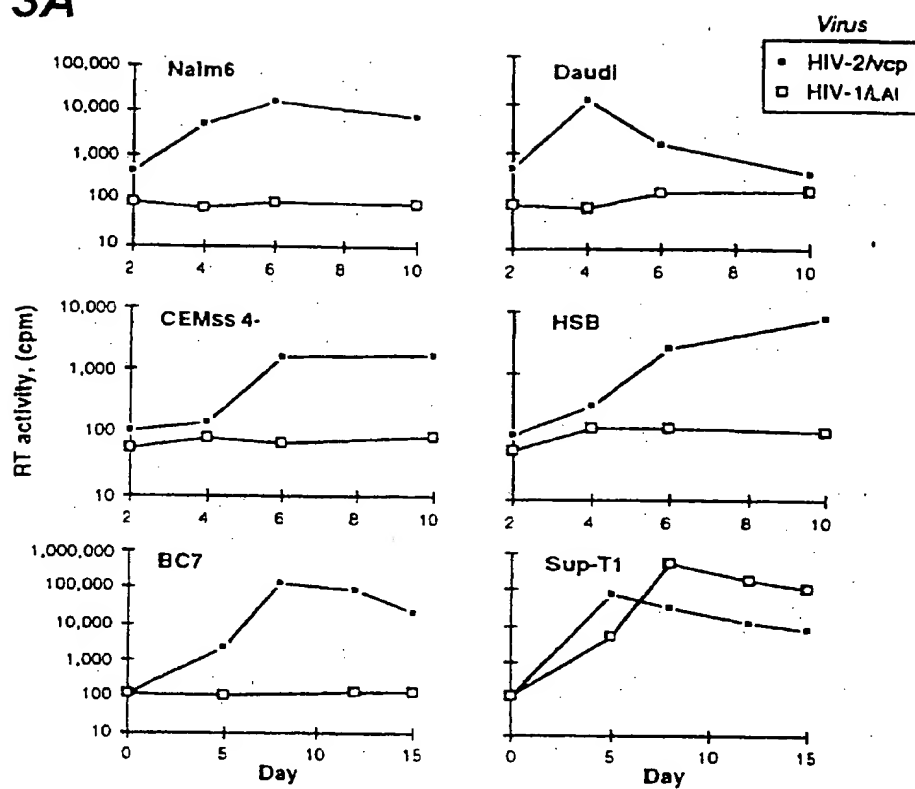 3A
Virus
HIV-2/vcp
HIV-1/LAI
Nalm6
100,000
10,000
1,000
100
10
2 4 6 8 10
Daudi
2 4 6 8 10
RT activity, (cpm)
CEMss 4-
10,000
1,000
100
10
2 4 6 8 10
HSB
2 4 6 8 10
BC7
1,000,000
100,000
10,000
1,000
100
10
0 5 10 15
Day
Sup-T1
0 5 10 15
Day